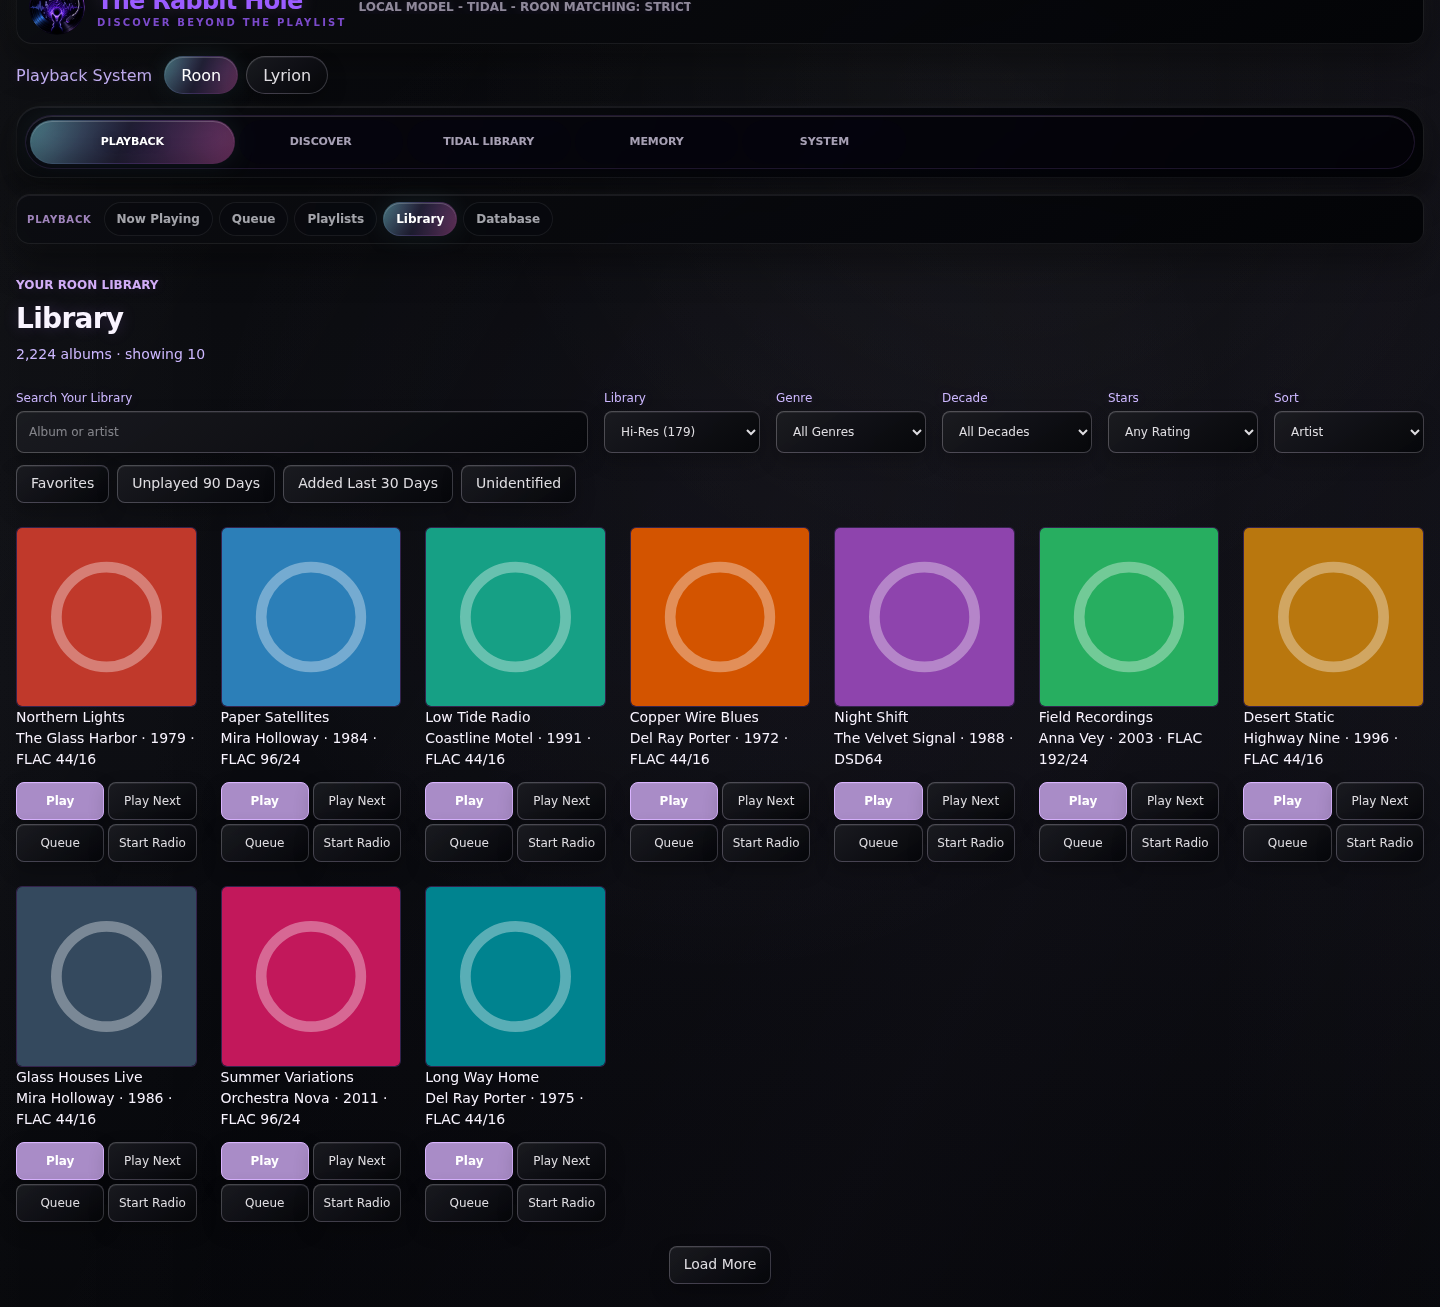 The Rabbit Hole
DISCOVER BEYOND THE PLAYLIST
LOCAL MODEL - TIDAL - ROON MATCHING: STRICT
Playback System Roon Lyrion
PLAYBACK DISCOVER TIDAL LIBRARY MEMORY SYSTEM
PLAYBACK Now Playing Queue Playlists Library Database
YOUR ROON LIBRARY
Library
2,224 albums · showing 10
Search Your Library Library Genre Decade Stars Sort
Album or artist Hi-Res (179) All Genres All Decades Any Rating Artist
Favorites Unplayed 90 Days Added Last 30 Days Unidentified
Northern Lights
The Glass Harbor · 1979 ·
FLAC 44/16
Play Play Next
Queue Start Radio
Paper Satellites
Mira Holloway · 1984 ·
FLAC 96/24
Play Play Next
Queue Start Radio
Low Tide Radio
Coastline Motel · 1991 ·
FLAC 44/16
Play Play Next
Queue Start Radio
Copper Wire Blues
Del Ray Porter · 1972 ·
FLAC 44/16
Play Play Next
Queue Start Radio
Night Shift
The Velvet Signal · 1988 ·
DSD64
Play Play Next
Queue Start Radio
Field Recordings
Anna Vey · 2003 · FLAC
192/24
Play Play Next
Queue Start Radio
Desert Static
Highway Nine · 1996 ·
FLAC 44/16
Play Play Next
Queue Start Radio
Glass Houses Live
Mira Holloway · 1986 ·
FLAC 44/16
Play Play Next
Queue Start Radio
Summer Variations
Orchestra Nova · 2011 ·
FLAC 96/24
Play Play Next
Queue Start Radio
Long Way Home
Del Ray Porter · 1975 ·
FLAC 44/16
Play Play Next
Queue Start Radio
Load More